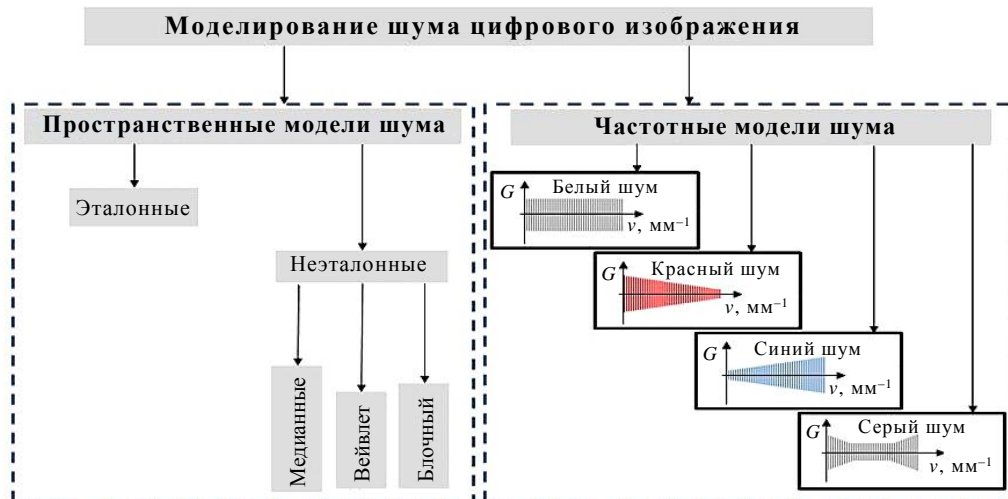 Моделирование шума цифрового изображения
Пространственные модели шума
Эталонные
Неэталонные
Медианные
Вейвлет
Блочный
Частотные модели шума
G
Белый шум
ν, мм⁻¹
G
Красный шум
ν, мм⁻¹
G
Синий шум
ν, мм⁻¹
G
Серый шум
ν, мм⁻¹